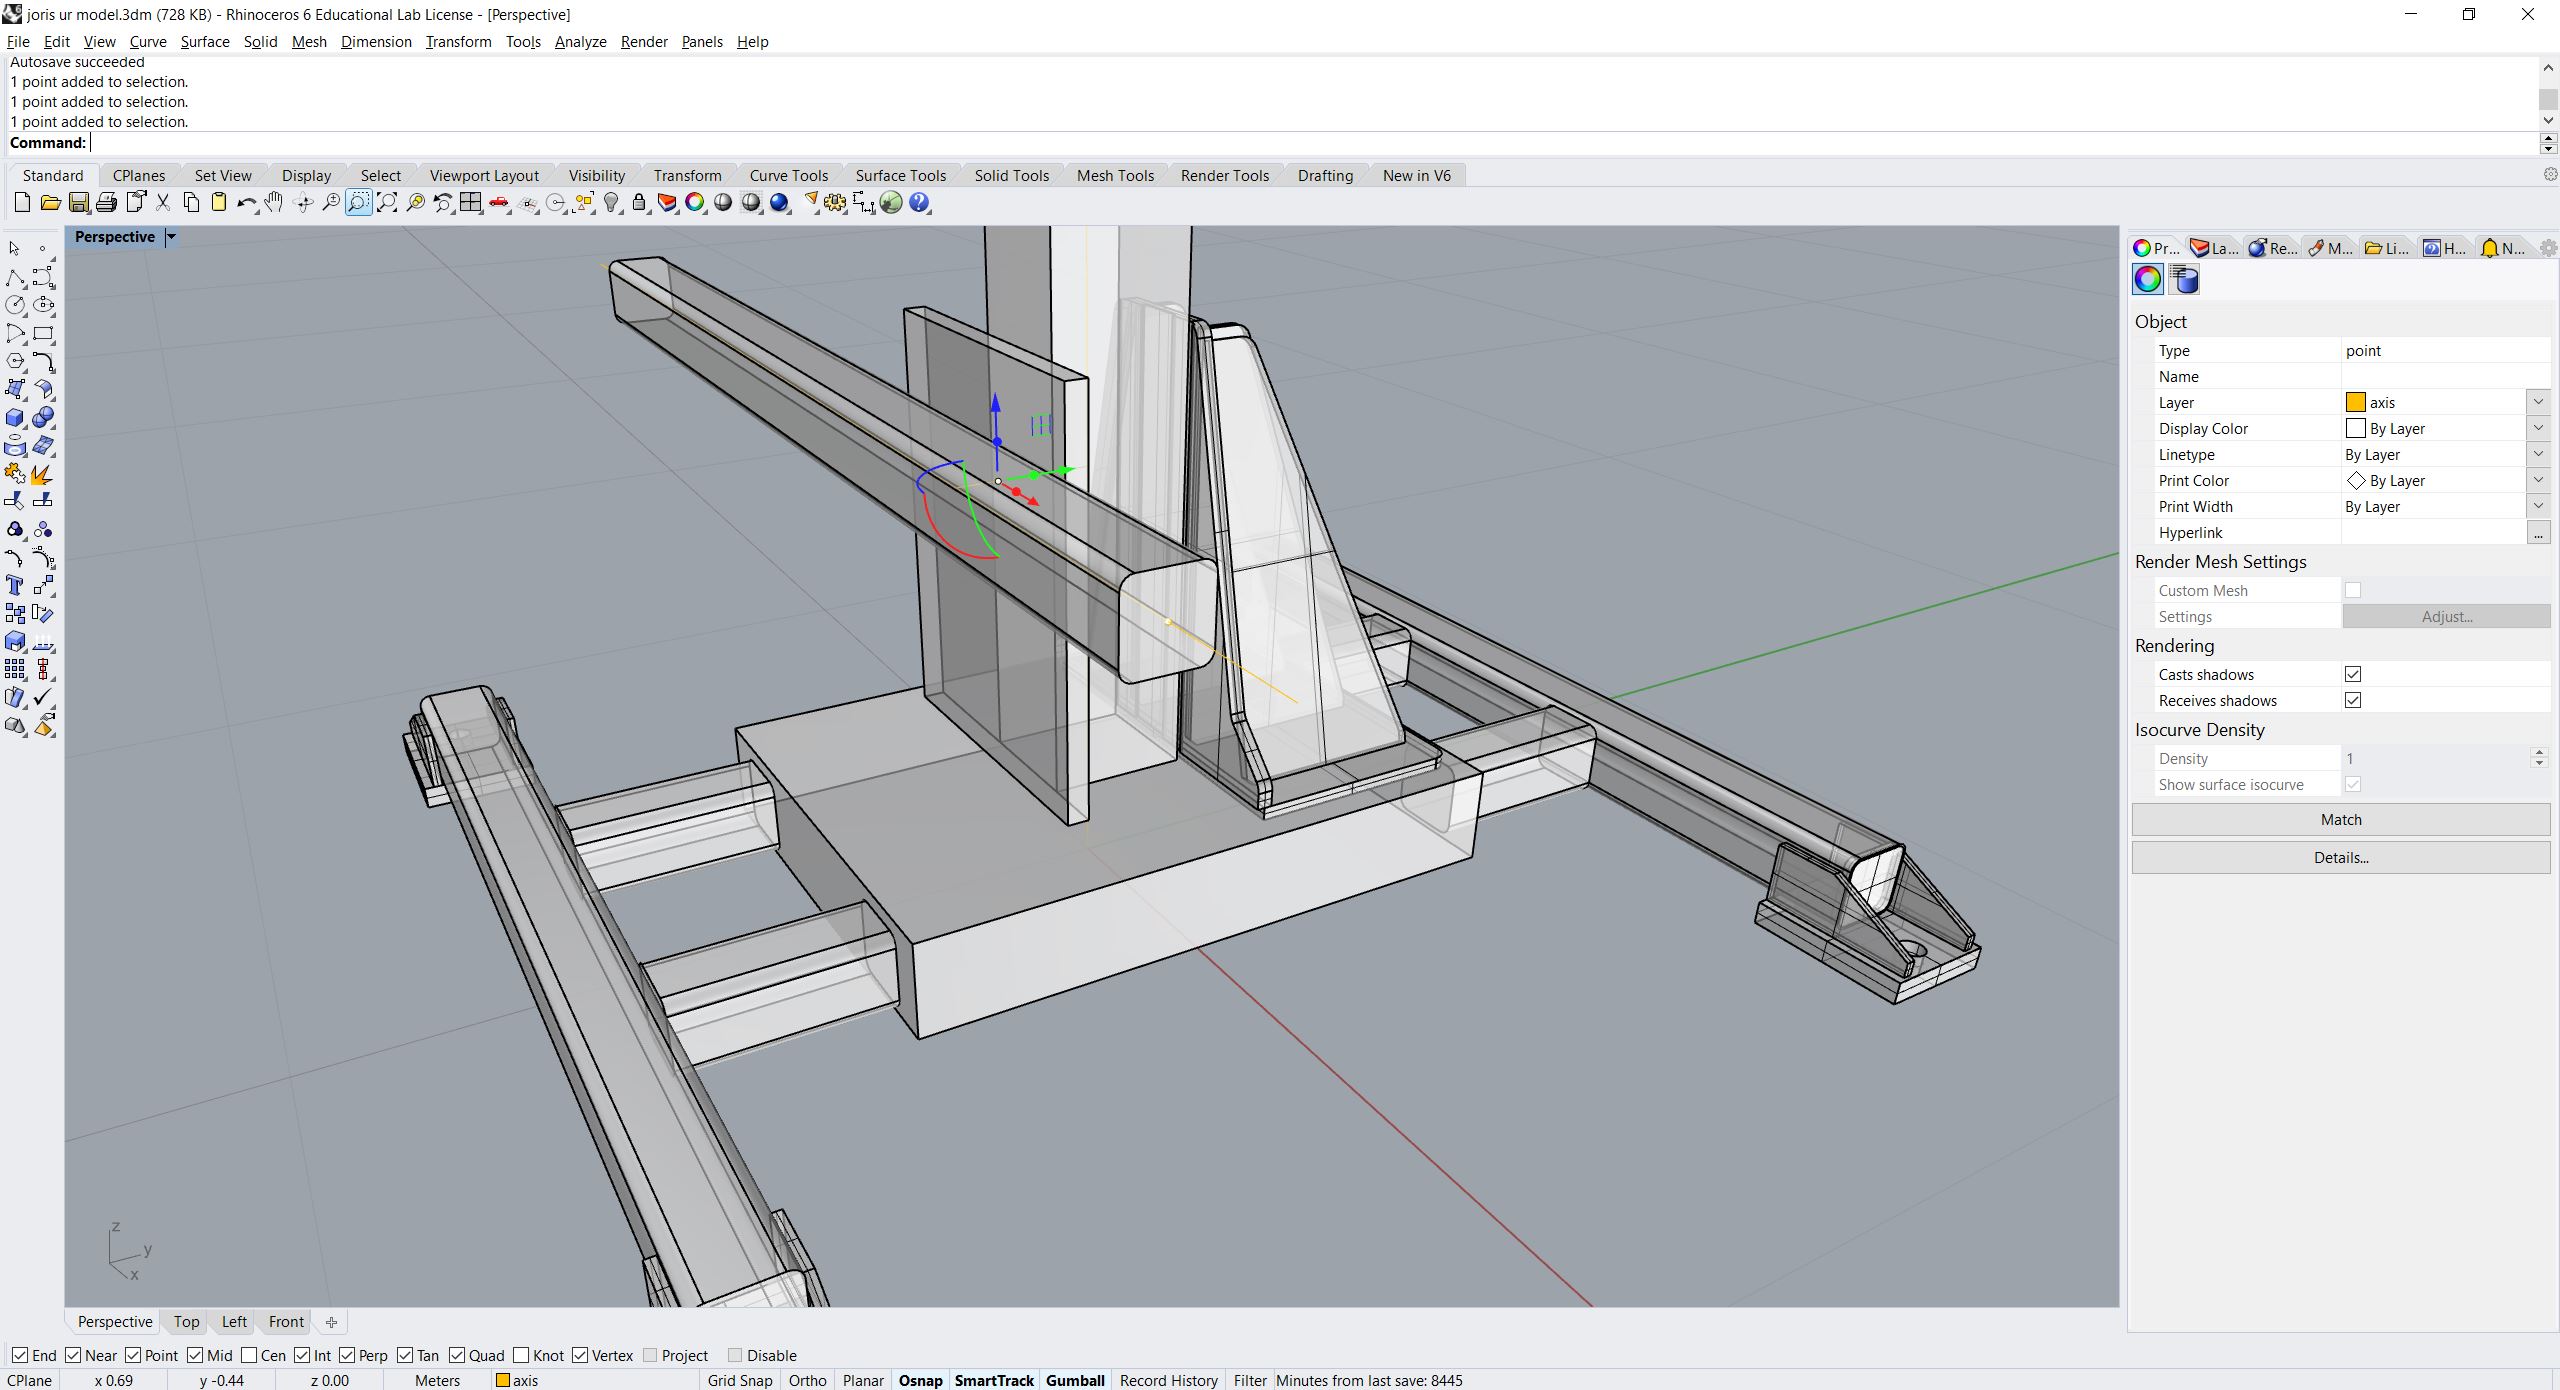 joris ur model.3dm (728 KB) - Rhinoceros 6 Educational Lab License - [Perspective]
File Edit View Curve Surface Solid Mesh Dimension Transform Tools Analyze Render Panels Help
Autosave succeeded
1 point added to selection.
1 point added to selection.
1 point added to selection.
Command:
Standard CPlanes Set View Display Select Viewport Layout Visibility Transform Curve Tools Surface Tools Solid Tools Mesh Tools Render Tools Drafting New in V6
Perspective
Pr... La... Re... M... Li... H... N...
Object
Type point
Name
Layer axis
Display Color By Layer
Linetype By Layer
Print Color By Layer
Print Width By Layer
Hyperlink ...
Render Mesh Settings
Custom Mesh
Settings Adjust...
Rendering
Casts shadows
Receives shadows
Isocurve Density
Density 1
Show surface isocurve
Match
Details...
z
y
x
Perspective Top Left Front
End Near Point Mid Cen Int Perp Tan Quad Knot Vertex Project Disable
CPlane x 0.69 y -0.44 z 0.00 Meters axis Grid Snap Ortho Planar Osnap SmartTrack Gumball Record History Filter Minutes from last save: 8445